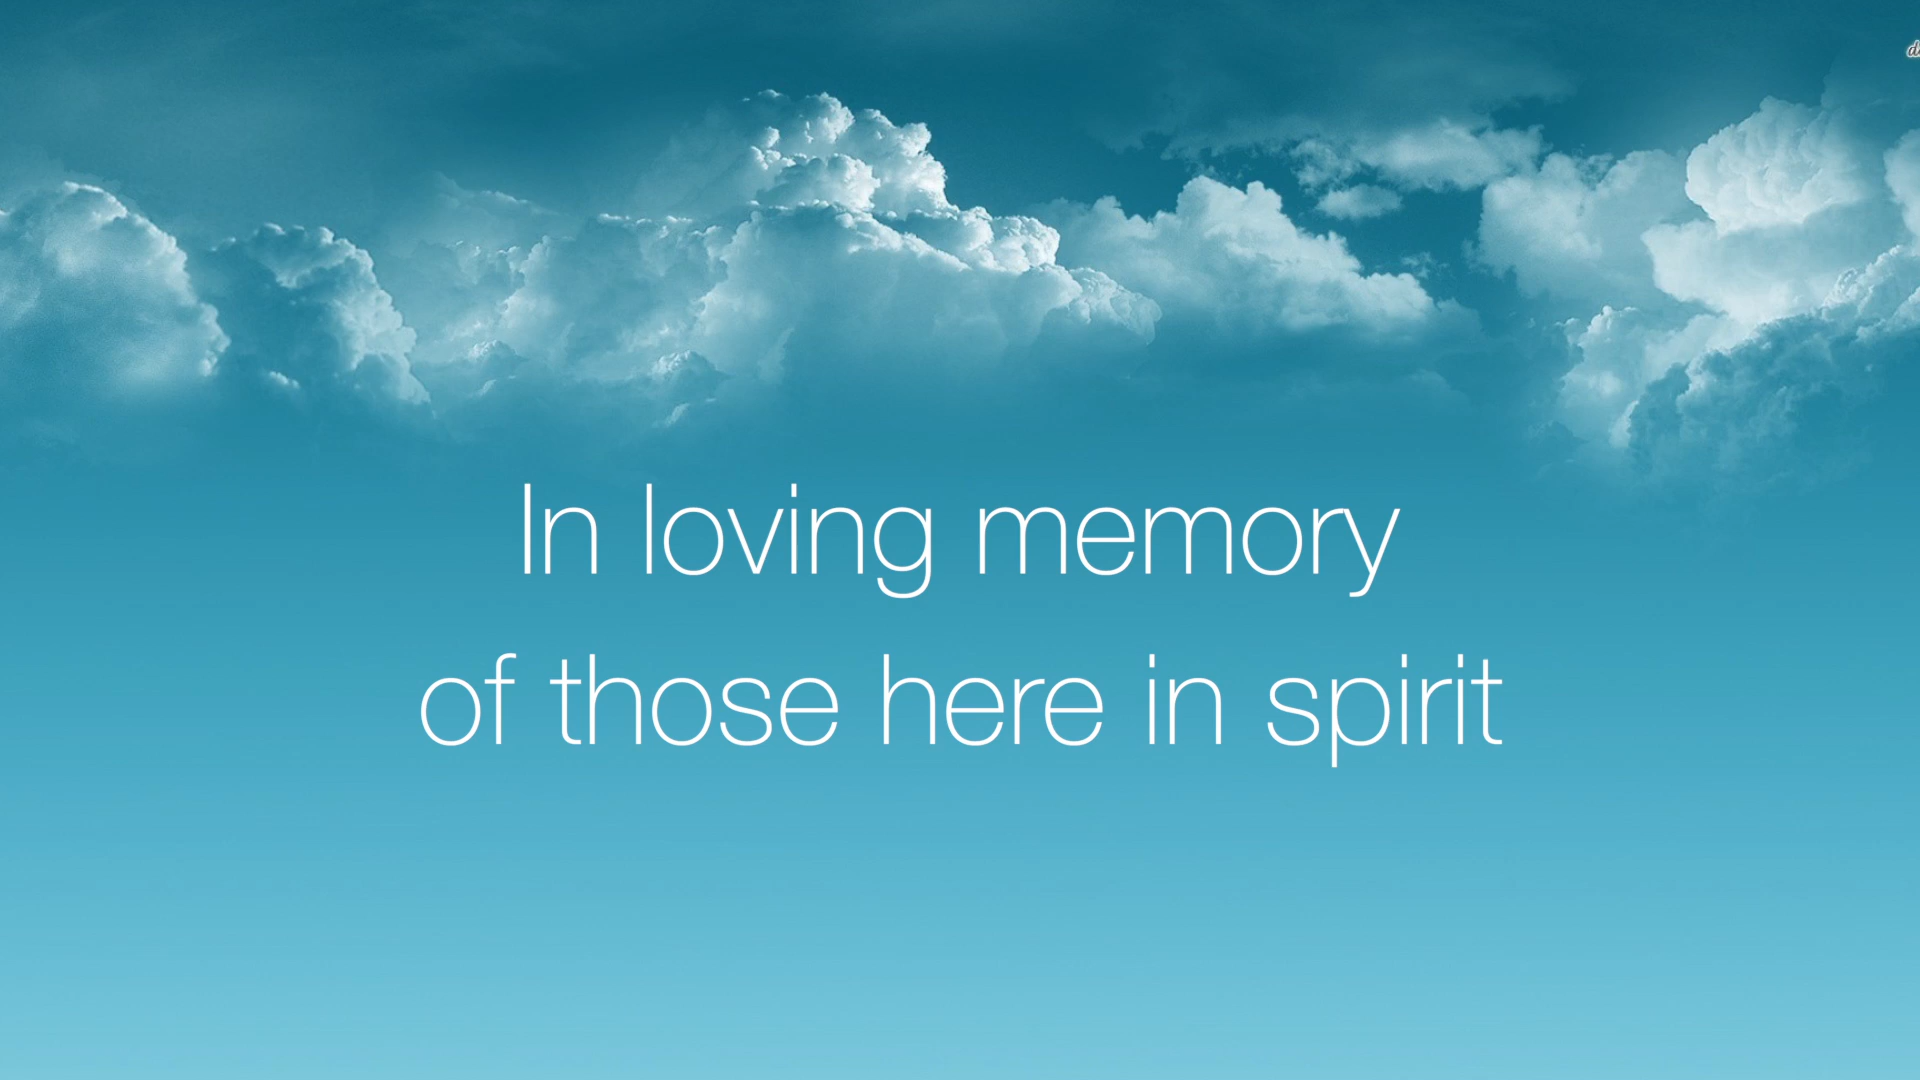 In loving memory
of those here in spirit